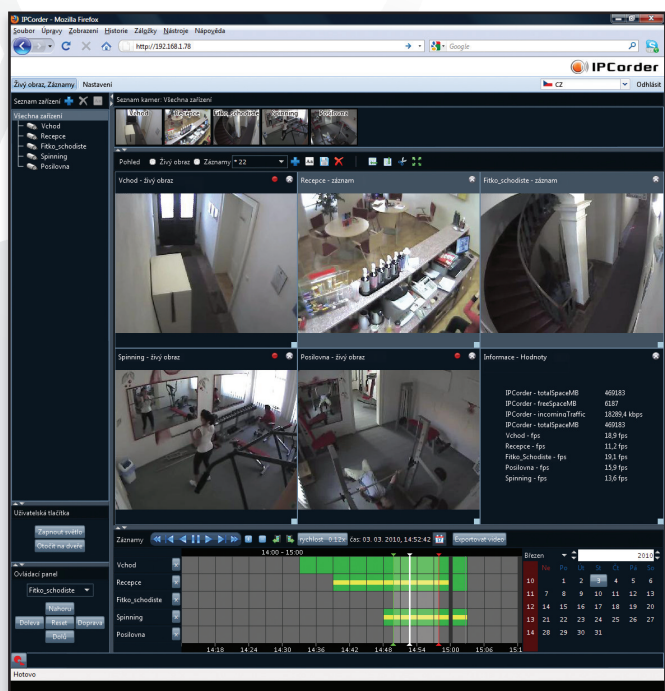 IPCorder - Mozilla Firefox
Soubor Úpravy Zobrazení Historie Záložky Nástroje Nápověda
http://192.168.1.78
Google
IPCorder
Živý obraz, Záznamy Nastavení
CZ
Odhlásit
Seznam zařízení
Seznam kamer: Všechna zařízení
Všechna zařízení
Vchod
Recepce
Fitko_schodiste
Spinning
Posilovna
Vchod Recepce Fitko_schodiste Spinning Posilovna
Pohled Živý obraz Záznamy * 22
Vchod - živý obraz
Recepce - záznam
Fitko_schodiste - záznam
Spinning - živý obraz
Posilovna - živý obraz
Informace - Hodnoty
IPCorder - totalSpaceMB 469183
IPCorder - freeSpaceMB 6187
IPCorder - incomingTraffic 18289,4 kbps
IPCorder - totalSpaceMB 469183
Vchod - fps 18,9 fps
Recepce - fps 11,2 fps
Fitko_Schodiste - fps 19,1 fps
Posilovna - fps 15,9 fps
Spinning - fps 13,6 fps
Uživatelská tlačítka
Zapnout světlo
Otočit na dveře
Ovládací panel
Fitko_schodiste
Nahoru
Doleva Reset Doprava
Dolů
Záznamy rychlost 0.12x čas: 03. 03. 2010, 14:52:42 Exportovat video
14:00 - 15:00
Vchod
Recepce
Fitko_schodiste
Spinning
Posilovna
14:18 14:24 14:30 14:36 14:42 14:48 14:54 15:00 15:06 15:1
Březen 2010
Ne Po Út St Čt Pá So
10 1 2 3 4 5 6
11 7 8 9 10 11 12 13
12 14 15 16 17 18 19 20
13 21 22 23 24 25 26 27
14 28 29 30 31
Hotovo